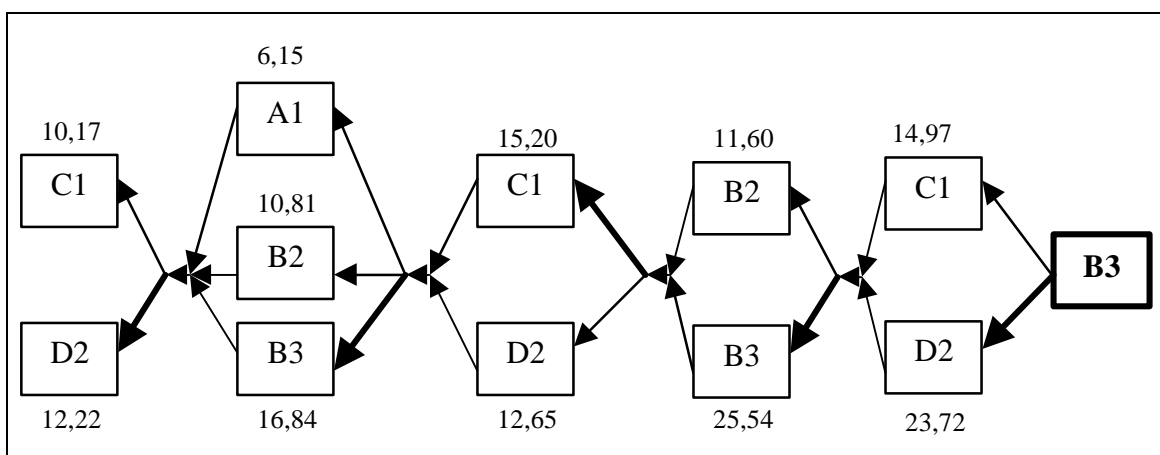 6,15
A1
10,17
C1
15,20
C1
11,60
B2
14,97
C1
10,81
B2
B3
D2
12,22
B3
16,84
D2
12,65
B3
25,54
D2
23,72